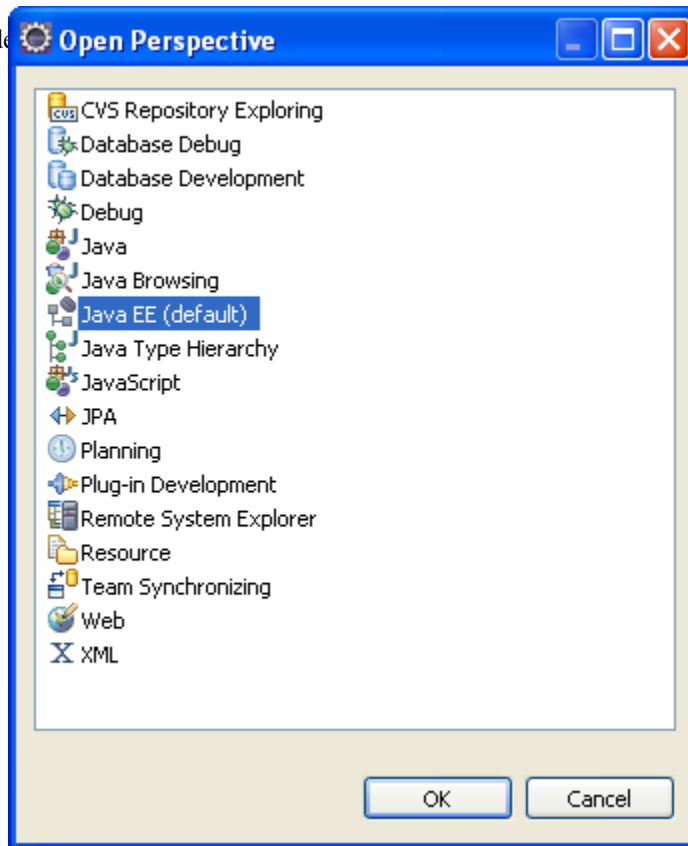 Open Perspective
CVS Repository Exploring
Database Debug
Database Development
Debug
Java
Java Browsing
Java EE (default)
Java Type Hierarchy
JavaScript
JPA
Planning
Plug-in Development
Remote System Explorer
Resource
Team Synchronizing
Web
XML
OK
Cancel